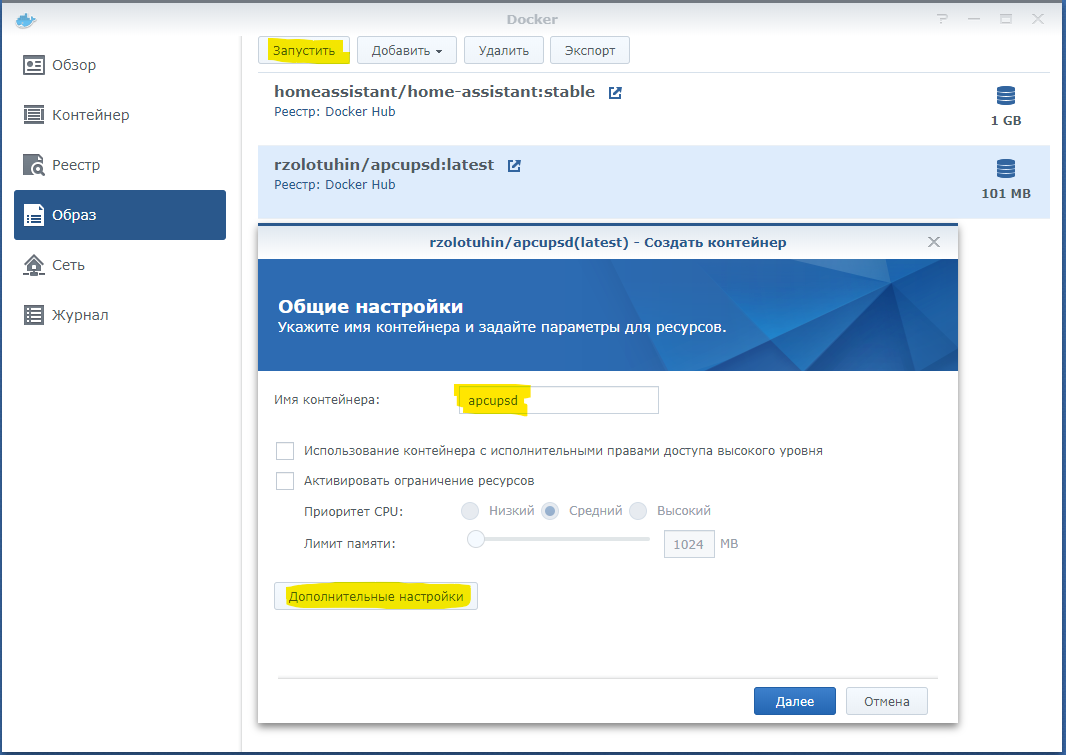 Docker
Обзор
Контейнер
Реестр
Образ
Сеть
Журнал
Запустить Добавить Удалить Экспорт
homeassistant/home-assistant:stable
Реестр: Docker Hub
1 GB
rzolotuhin/apcupsd:latest
Реестр: Docker Hub
101 MB
rzolotuhin/apcupsd(latest) - Создать контейнер
Общие настройки
Укажите имя контейнера и задайте параметры для ресурсов.
Имя контейнера: apcupsd
Использование контейнера с исполнительными правами доступа высокого уровня
Активировать ограничение ресурсов
Приоритет CPU: Низкий Средний Высокий
Лимит памяти: 1024 MB
Дополнительные настройки
Далее Отмена